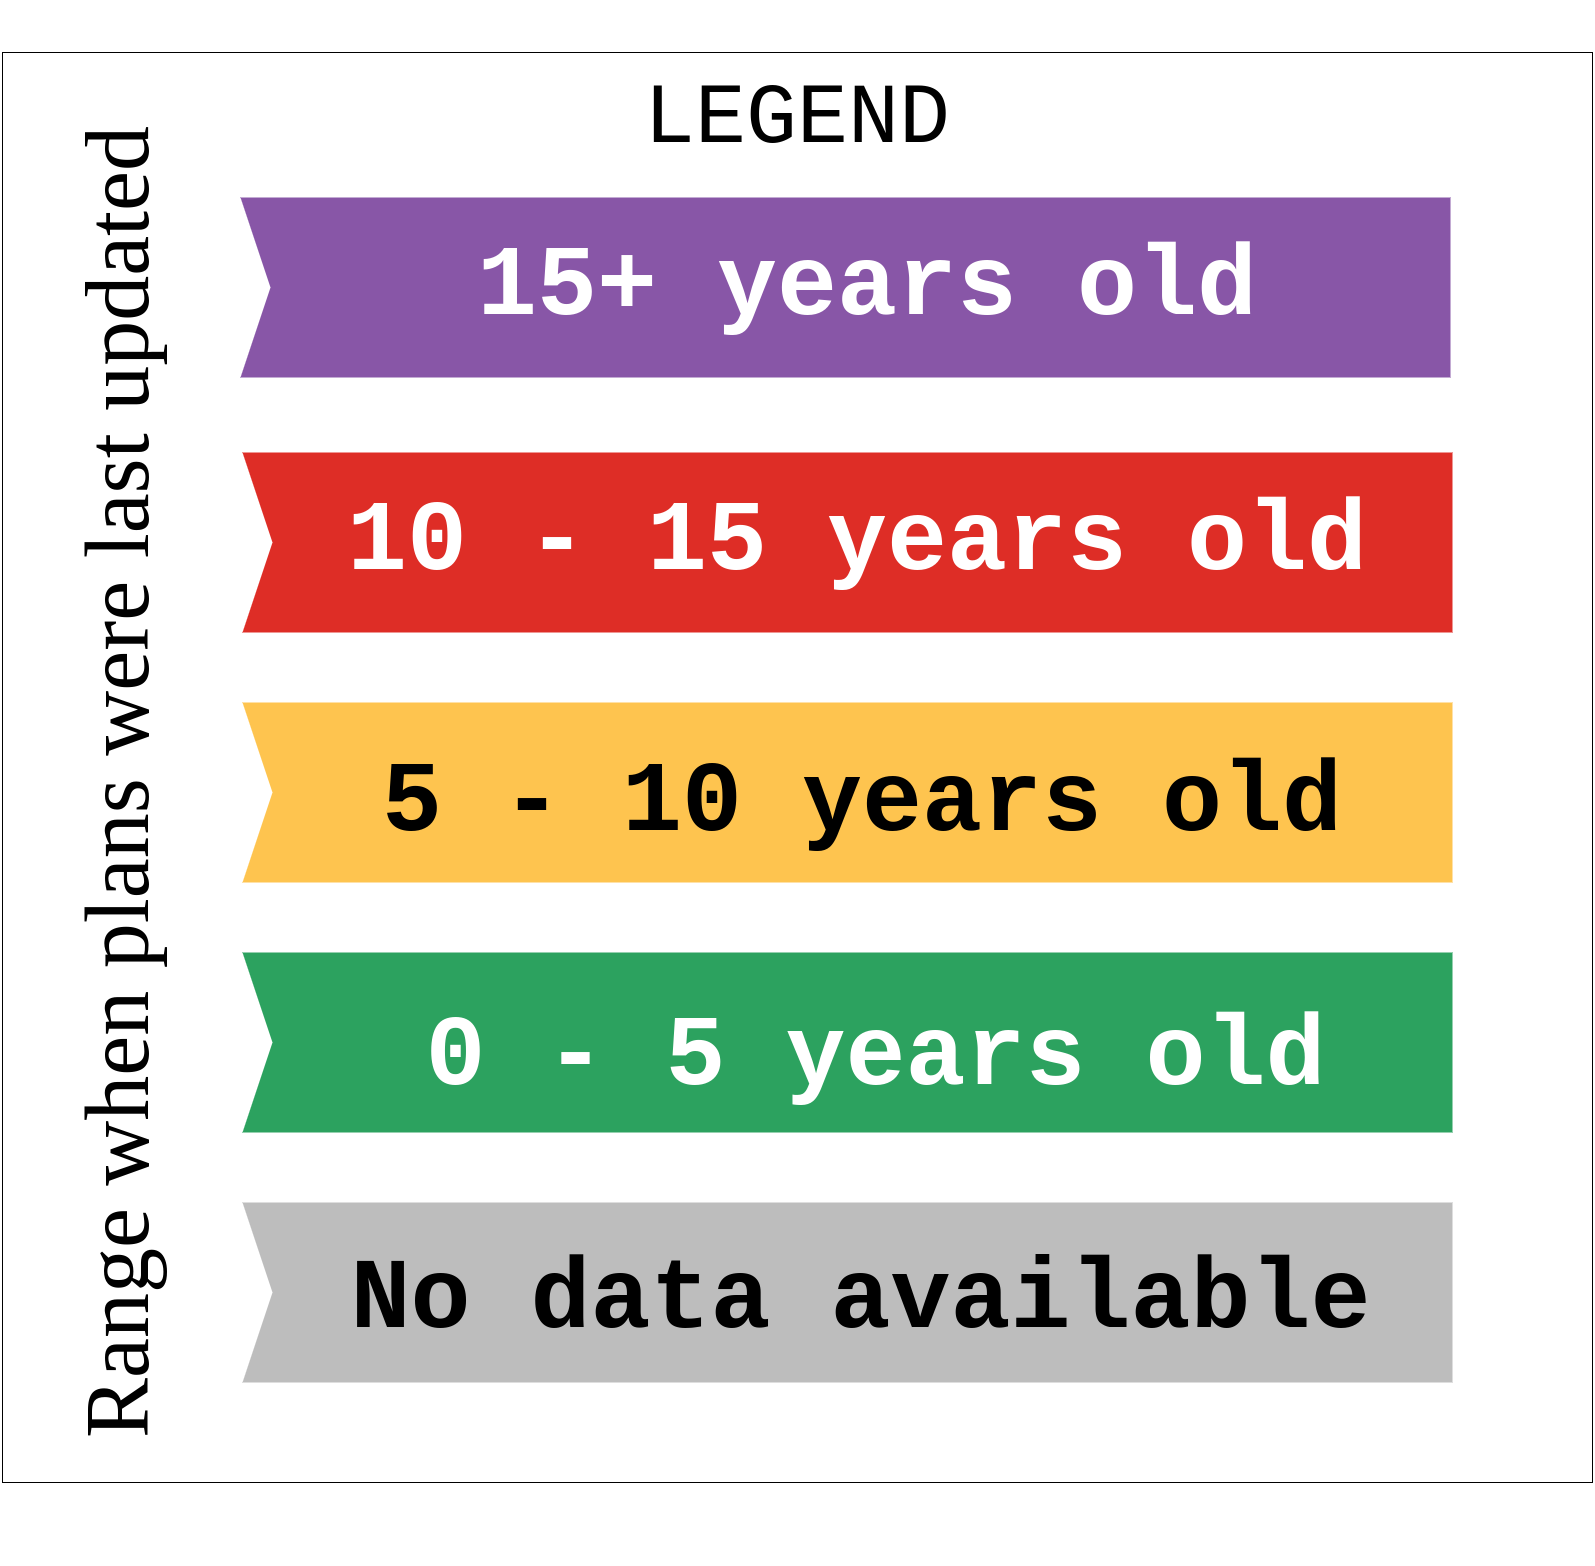 LEGEND
Range when plans were last updated
15+ years old
10 - 15 years old
5 - 10 years old
0 - 5 years old
No data available